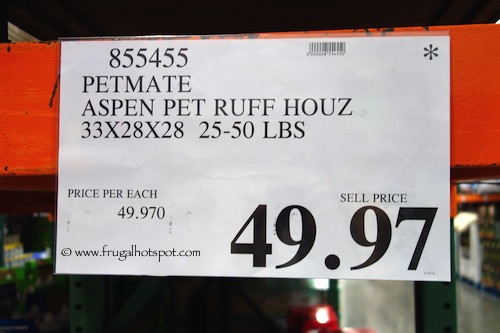 855455
*
PETMATE
ASPEN PET RUFF HOUZ
33X28X28 25-50 LBS
PRICE PER EACH
49.970
SELL PRICE
49.97
© www.frugalhotspot.com